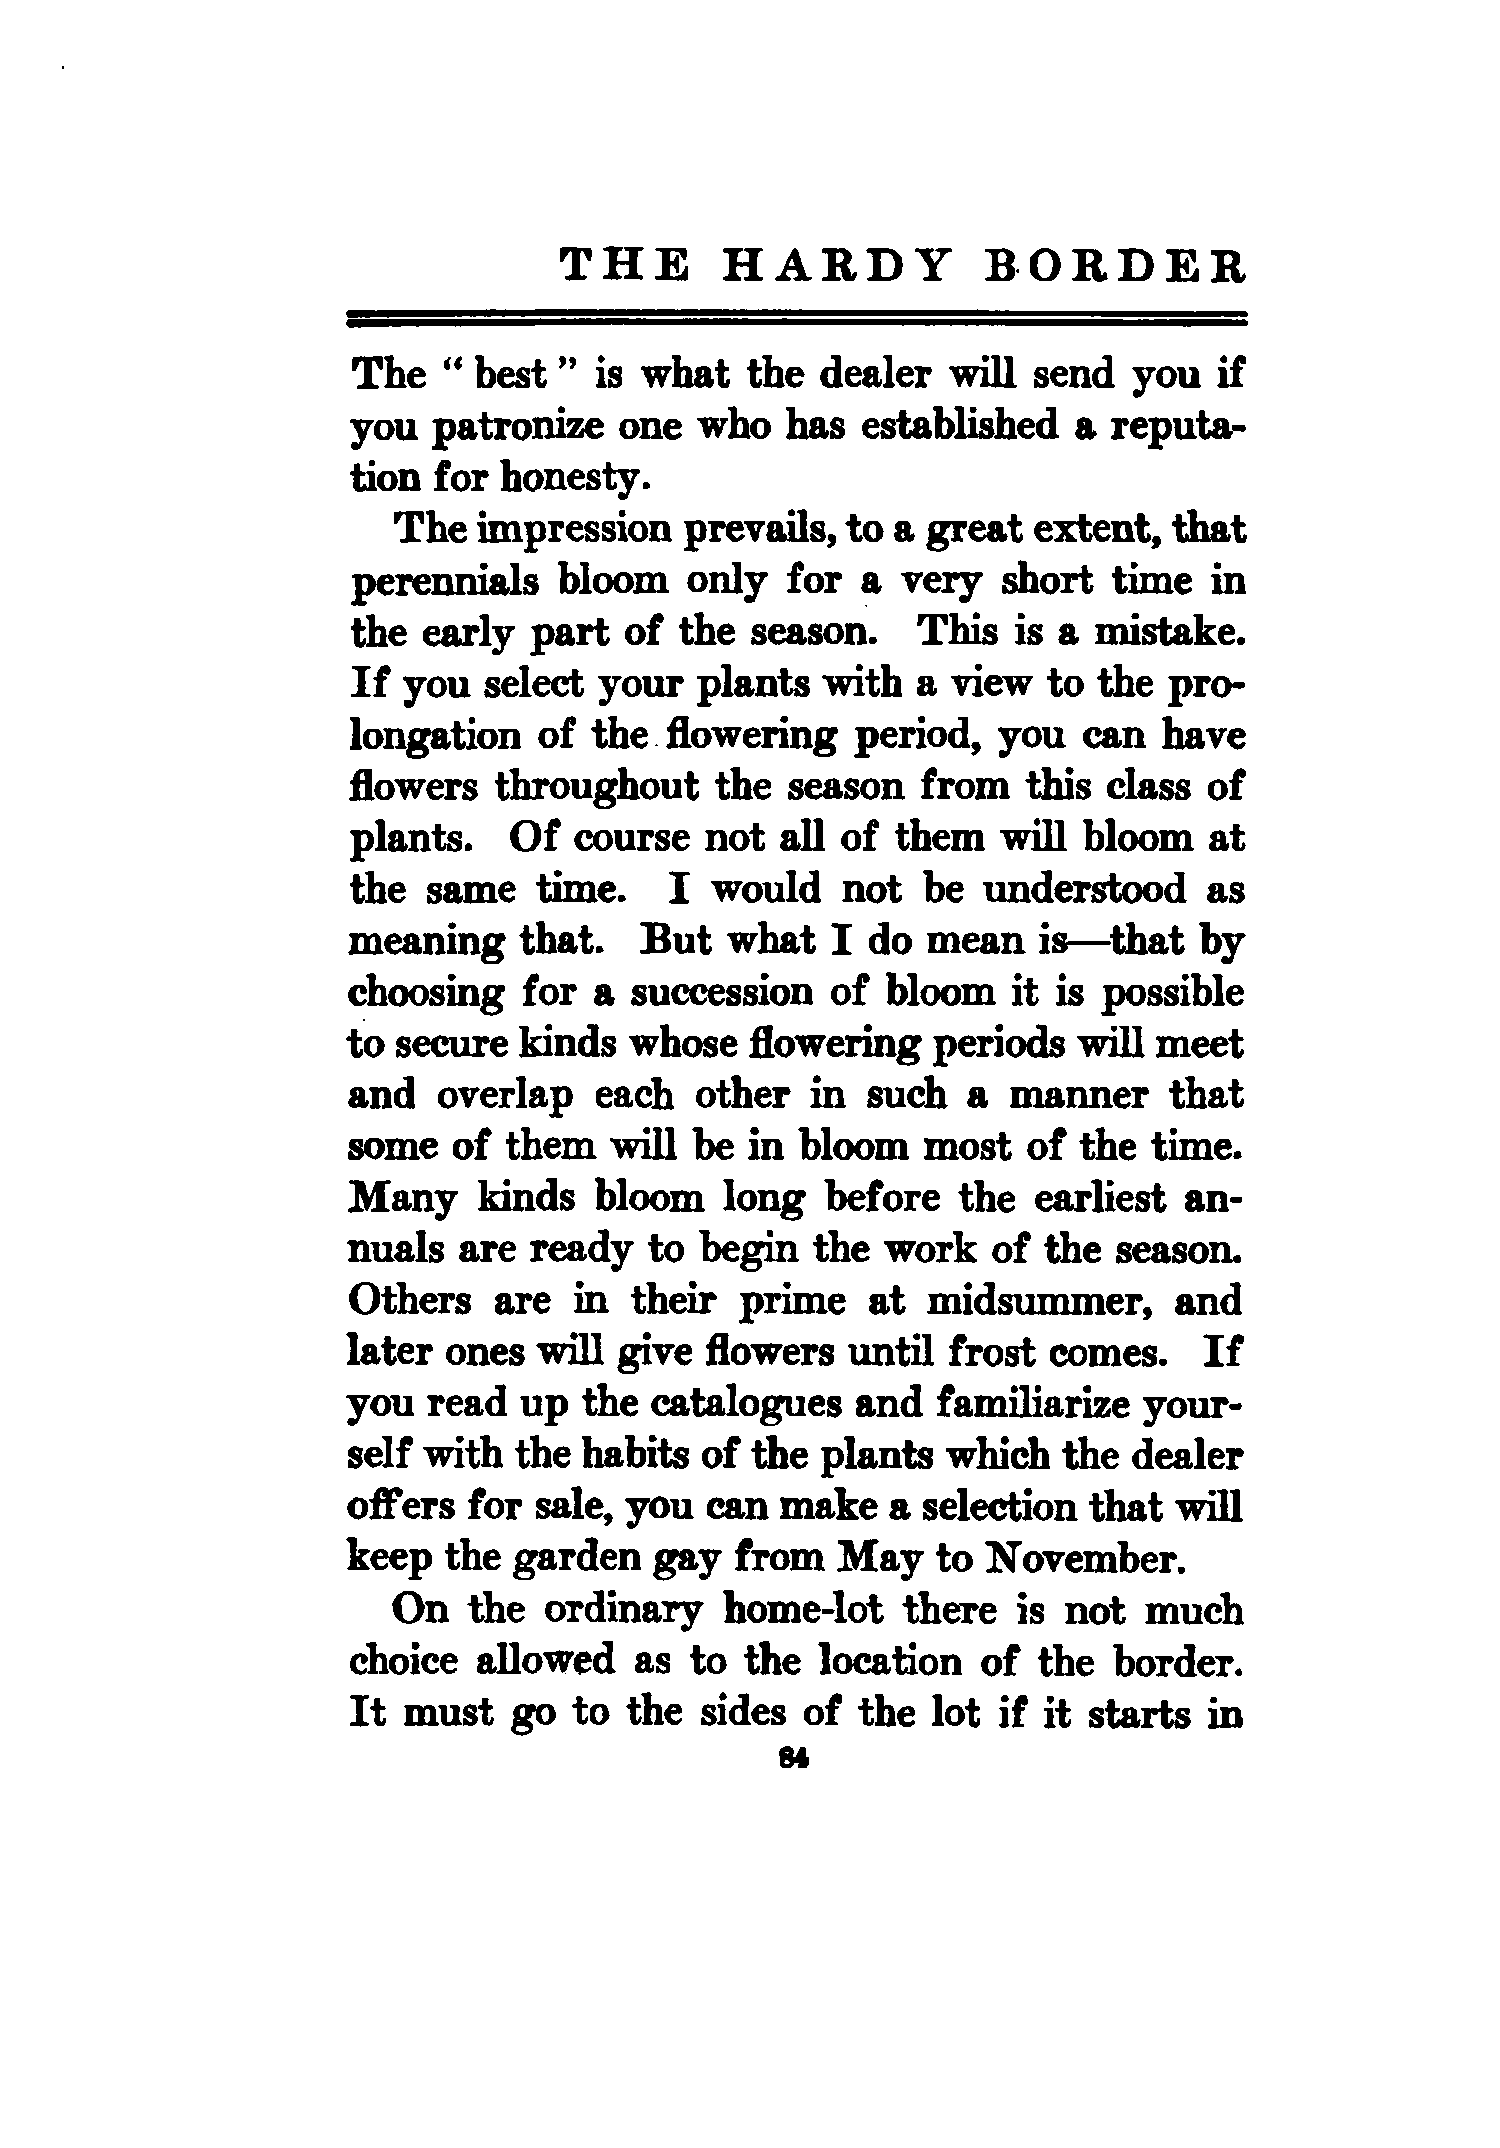 THE HARDY BORDER
The “ best ” is what the dealer will send you if
you patronize one who has established a reputa-
tion for honesty.
The impression prevails, to a great extent, that
perennials bloom only for a very short time in
the early part of the season. This is a mistake.
If you select your plants with a view to the pro-
longation of the flowering period, you can have
flowers throughout the season from this class of
plants. Of course not all of them will bloom at
the same time. I would not be understood as
meaning that. But what I do mean is—that by
choosing for a succession of bloom it is possible
to secure kinds whose flowering periods will meet
and overlap each other in such a manner that
some of them will be in bloom most of the time.
Many kinds bloom long before the earliest an-
nuals are ready to begin the work of the season.
Others are in their prime at midsummer, and
later ones will give flowers until frost comes. If
you read up the catalogues and familiarize your-
self with the habits of the plants which the dealer
offers for sale, you can make a selection that will
keep the garden gay from May to November.
On the ordinary home-lot there is not much
choice allowed as to the location of the border.
It must go to the sides of the lot if it starts in
84